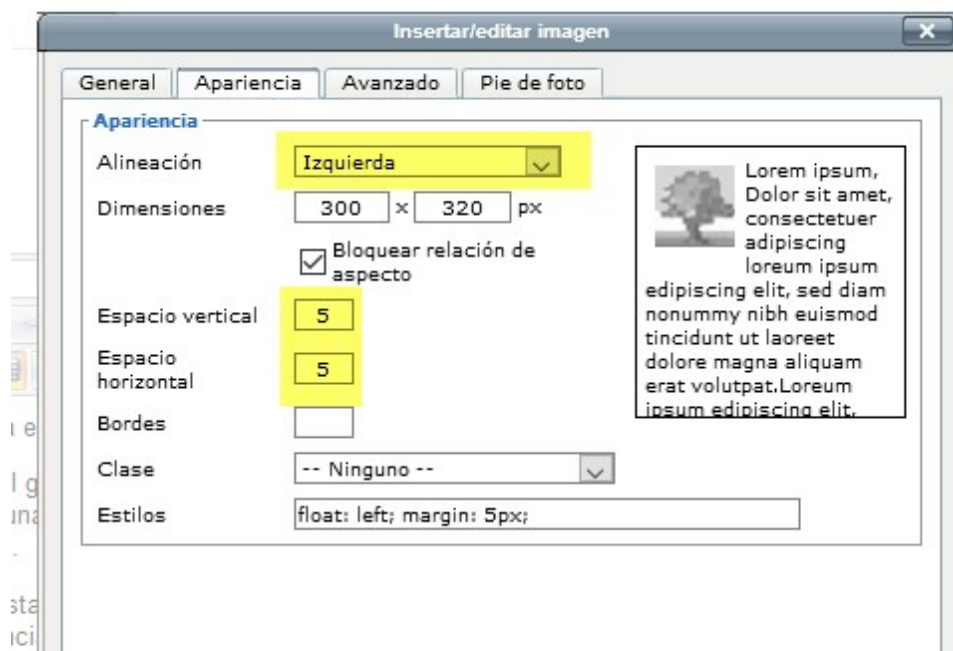 Insertar/editar imagen
General Apariencia Avanzado Pie de foto
Apariencia
Alineación Izquierda
Dimensiones 300 x 320 px
Bloquear relación de
aspecto
Espacio vertical 5
Espacio
horizontal 5
Bordes
Clase -- Ninguno --
Estilos float: left; margin: 5px;
Lorem ipsum,
Dolor sit amet,
consectetuer
adipiscing
loreum ipsum
edipiscing elit, sed diam
nonummy nibh euismod
tincidunt ut laoreet
dolore magna aliquam
erat volutpat.Loreum
ipsum edipiscing elit,